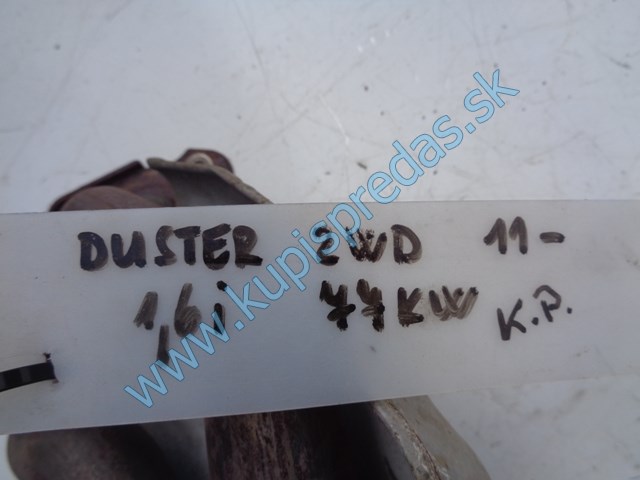 DUSTER 2WD 11-
1,6i 77KW K.P.
www.kupispredas.sk